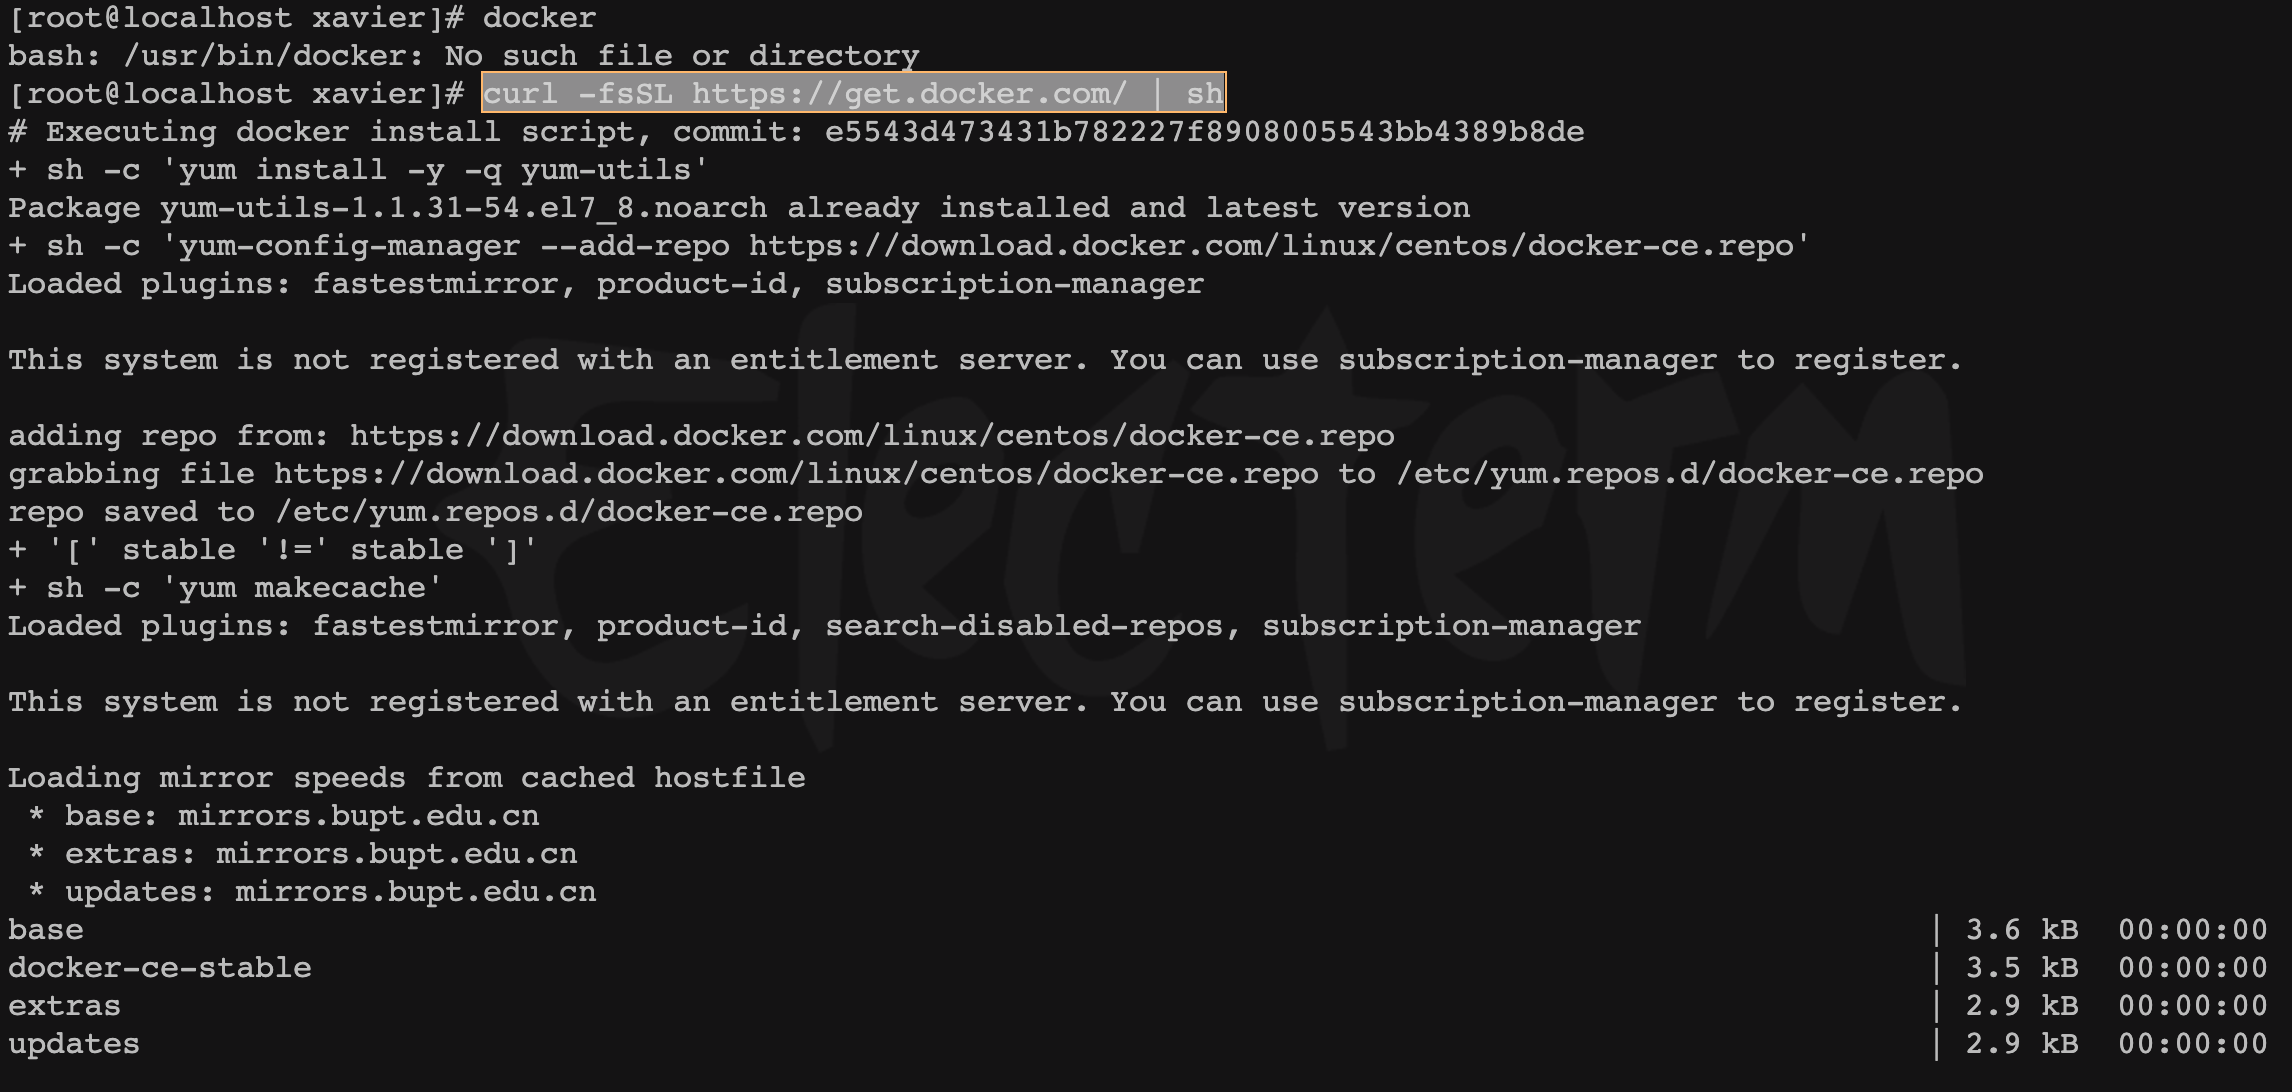 [root@localhost xavier]# docker
bash: /usr/bin/docker: No such file or directory
[root@localhost xavier]# curl -fsSL https://get.docker.com/ | sh
# Executing docker install script, commit: e5543d473431b782227f8908005543bb4389b8de
+ sh -c 'yum install -y -q yum-utils'
Package yum-utils-1.1.31-54.el7_8.noarch already installed and latest version
+ sh -c 'yum-config-manager --add-repo https://download.docker.com/linux/centos/docker-ce.repo'
Loaded plugins: fastestmirror, product-id, subscription-manager
This system is not registered with an entitlement server. You can use subscription-manager to register.
adding repo from: https://download.docker.com/linux/centos/docker-ce.repo
grabbing file https://download.docker.com/linux/centos/docker-ce.repo to /etc/yum.repos.d/docker-ce.repo
repo saved to /etc/yum.repos.d/docker-ce.repo
+ '[' stable '!=' stable ']'
+ sh -c 'yum makecache'
Loaded plugins: fastestmirror, product-id, search-disabled-repos, subscription-manager
This system is not registered with an entitlement server. You can use subscription-manager to register.
Loading mirror speeds from cached hostfile
 * base: mirrors.bupt.edu.cn
 * extras: mirrors.bupt.edu.cn
 * updates: mirrors.bupt.edu.cn
base | 3.6 kB 00:00:00
docker-ce-stable | 3.5 kB 00:00:00
extras | 2.9 kB 00:00:00
updates | 2.9 kB 00:00:00
Electerm